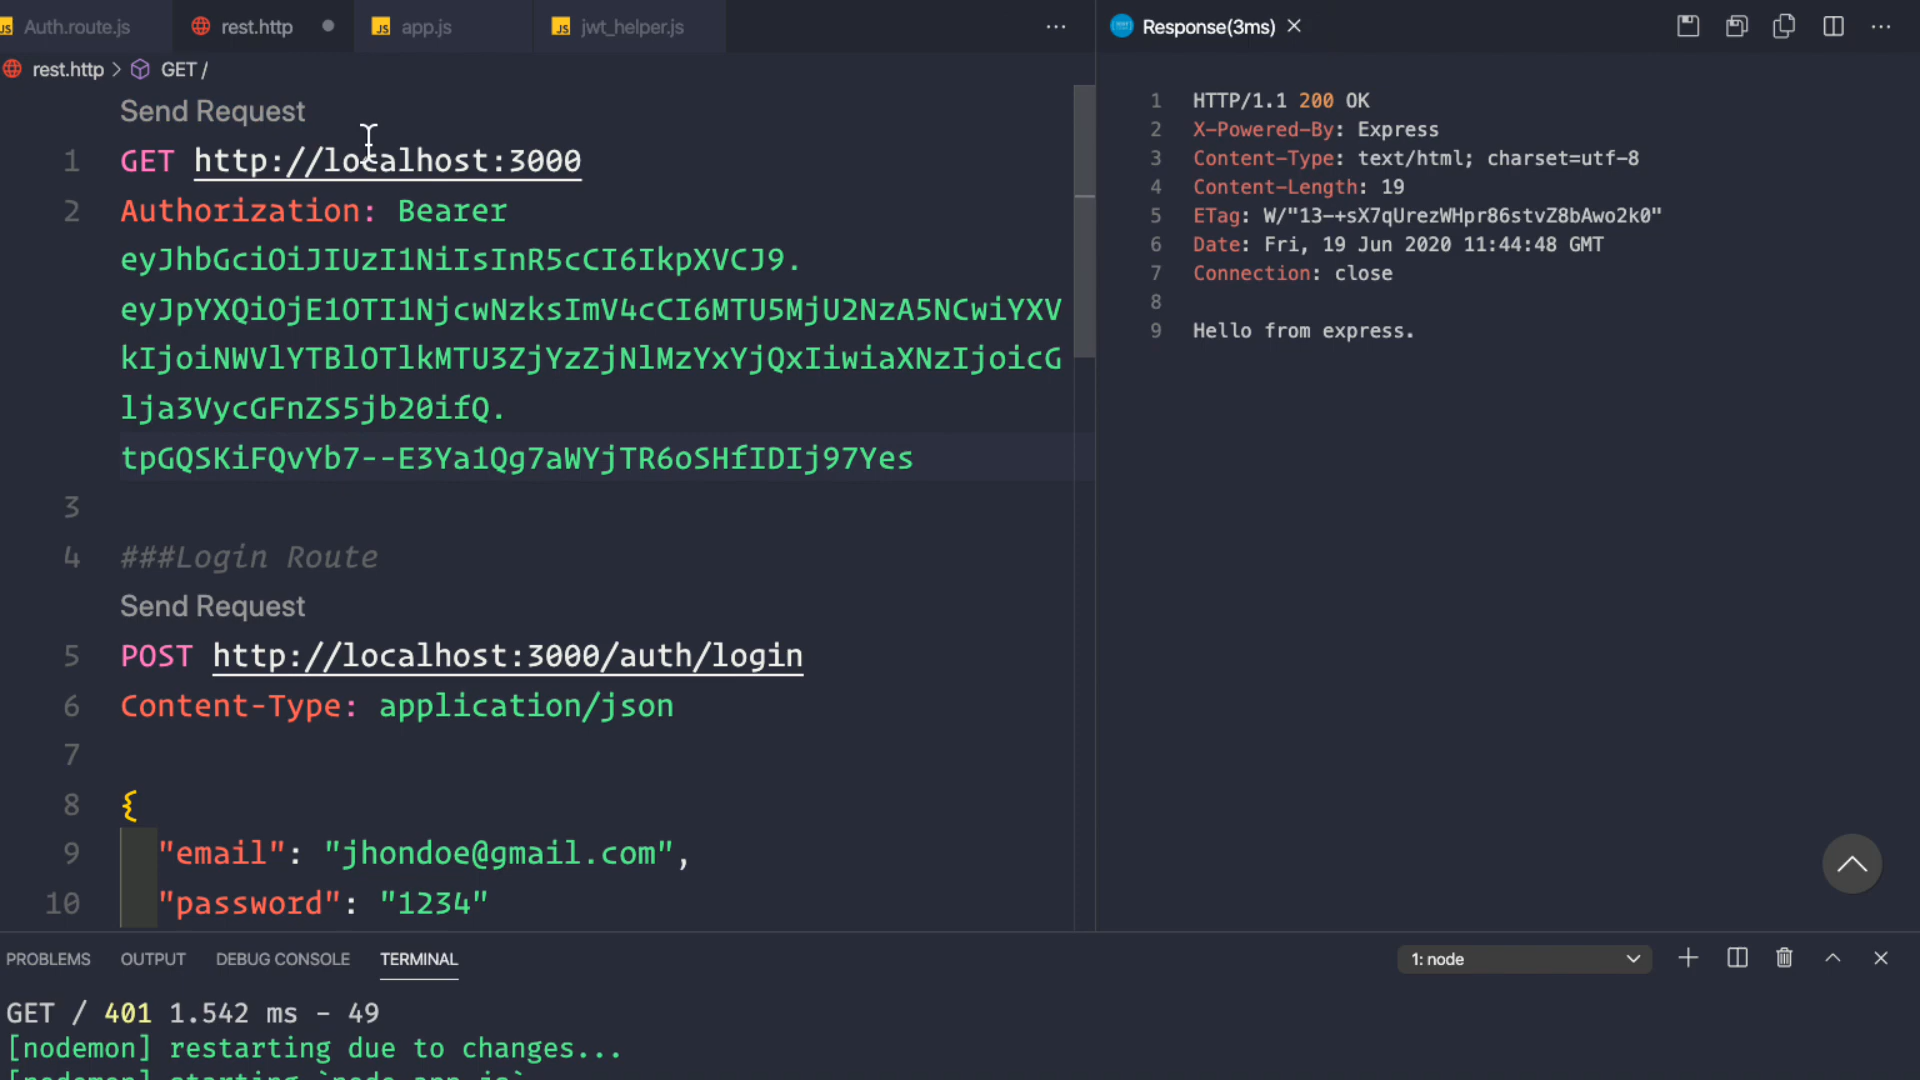 Auth.route.js
rest.http
app.js
jwt_helper.js
Response(3ms)
rest.http > GET /
Send Request
1 GET http://localhost:3000
2 Authorization: Bearer
eyJhbGciOiJIUzI1NiIsInR5cCI6IkpXVCJ9.
eyJpYXQiOjE1OTI1NjcwNzksImV4cCI6MTU5MjU2NzA5NCwiYXV
kIjoiNWVlYTBlOTlkMTU3ZjYzZjNlMzYxYjQxIiwiaXNzIjoicG
lja3VycGFnZS5jb20ifQ.
tpGQSKiFQvYb7--E3Ya1Qg7aWYjTR6oSHfIDIj97Yes
3
4 ###Login Route
Send Request
5 POST http://localhost:3000/auth/login
6 Content-Type: application/json
7
8 {
9 "email": "jhondoe@gmail.com",
10 "password": "1234"
1 HTTP/1.1 200 OK
2 X-Powered-By: Express
3 Content-Type: text/html; charset=utf-8
4 Content-Length: 19
5 ETag: W/"13-+sX7qUrezWHpr86stvZ8bAwo2k0"
6 Date: Fri, 19 Jun 2020 11:44:48 GMT
7 Connection: close
8
9 Hello from express.
PROBLEMS OUTPUT DEBUG CONSOLE TERMINAL
1: node
GET / 401 1.542 ms - 49
[nodemon] restarting due to changes...
[nodemon] starting `node app.js`